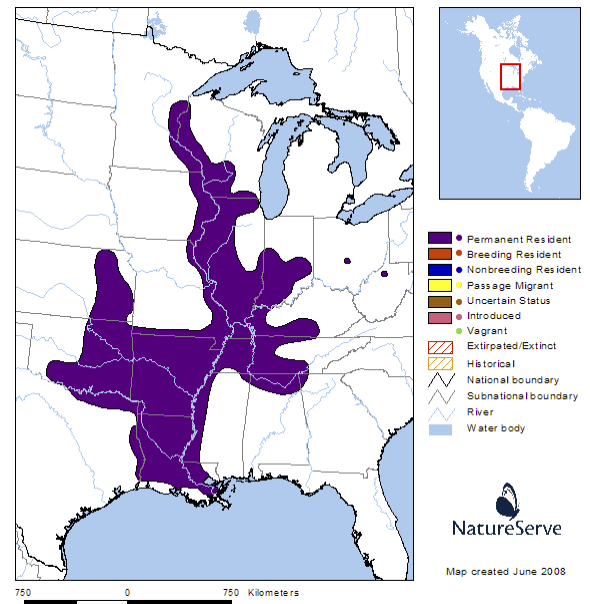 Permanent Resident
Breeding Resident
Nonbreeding Resident
Passage Migrant
Uncertain Status
Introduced
Vagrant
Extirpated/Extinct
Historical
National boundary
Subnational boundary
River
Water body
NatureServe
Map created June 2008
750 0 750 Kilometers